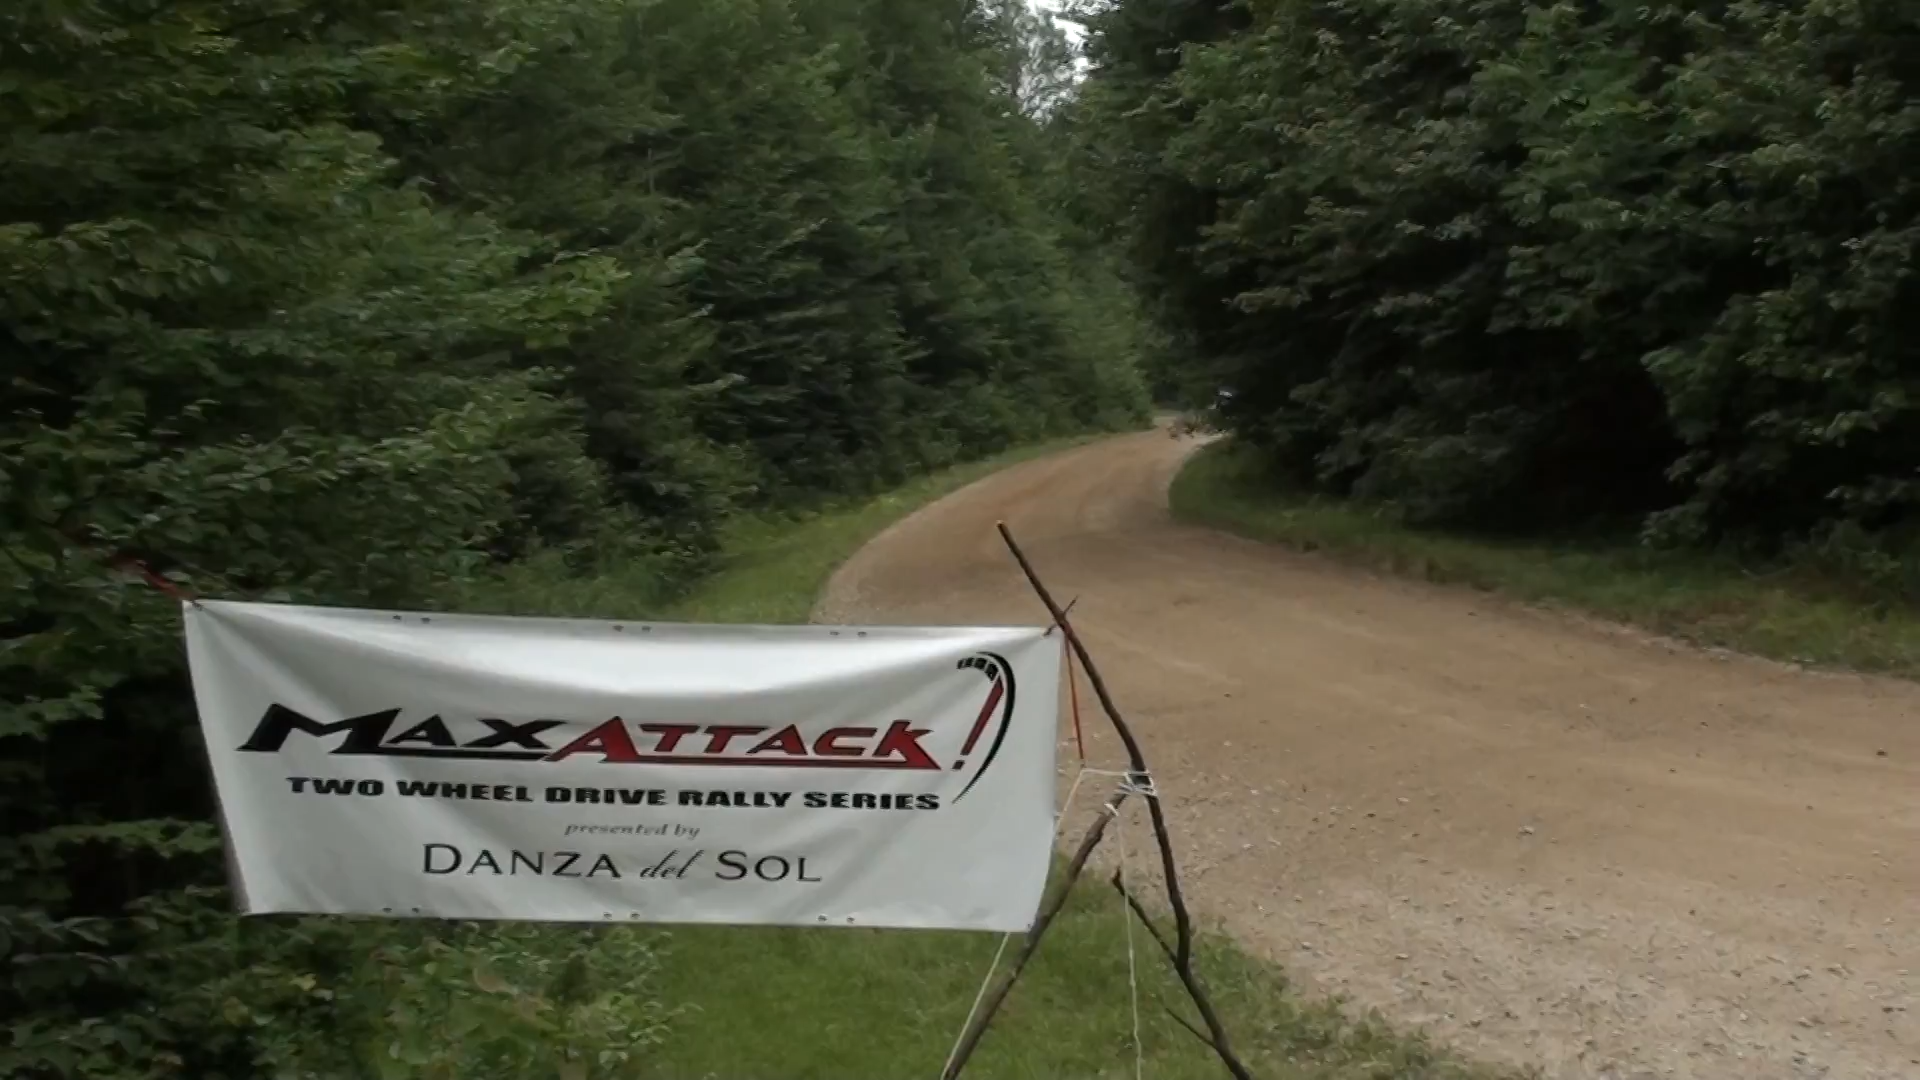 MAXATTACK!
TWO WHEEL DRIVE RALLY SERIES
presented by
DANZA del SOL